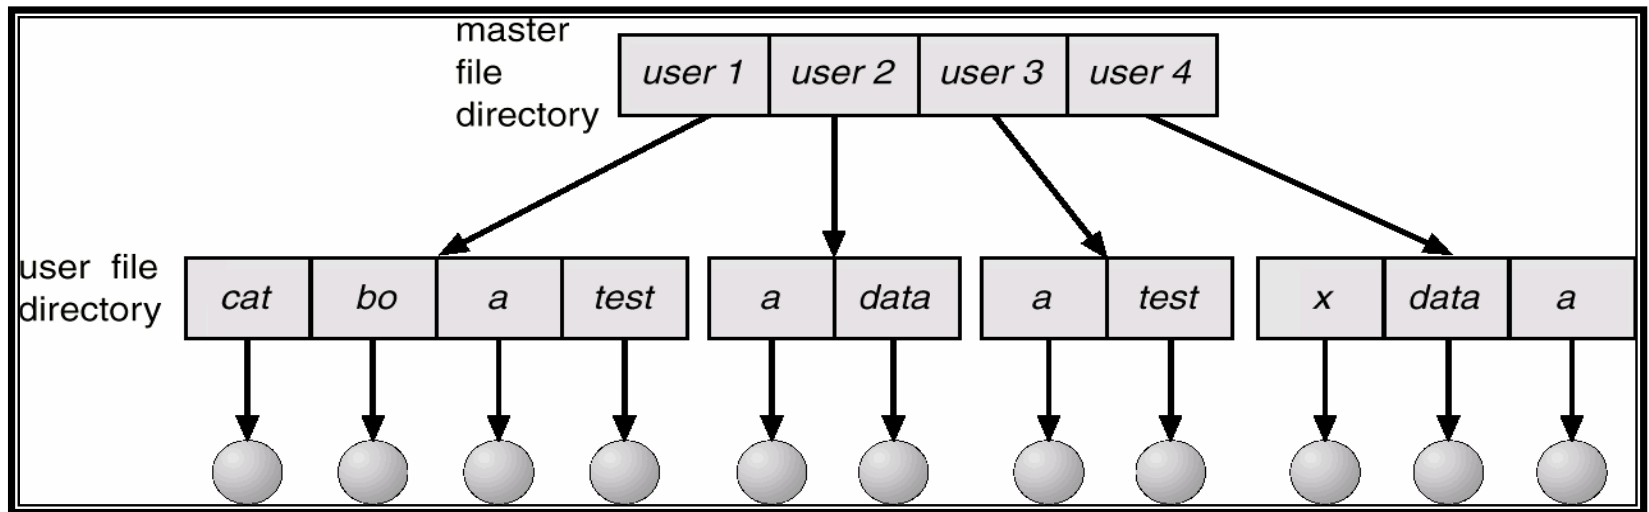 master
file
directory
user 1 user 2 user 3 user 4
user file
directory
cat bo a test a data a test x data a